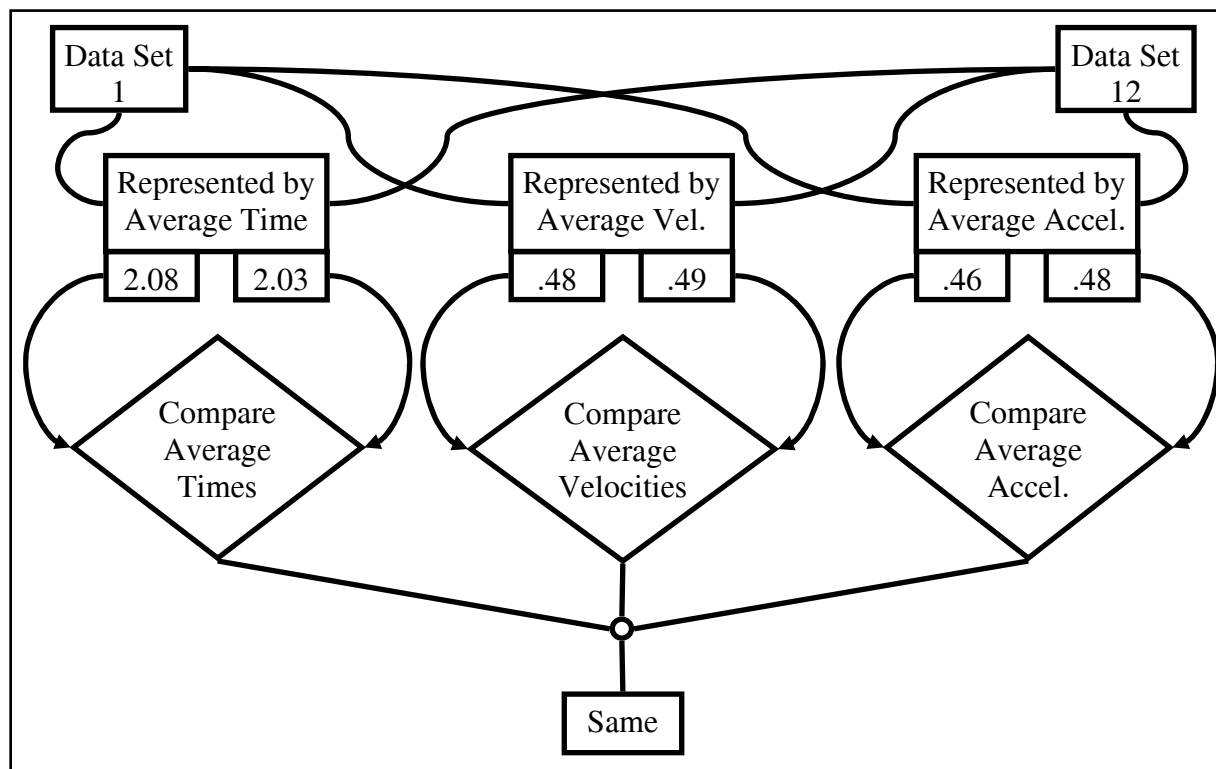 Data Set
1
Data Set
12
Represented by
Average Time
Represented by
Average Vel.
Represented by
Average Accel.
2.08
2.03
.48
.49
.46
.48
Compare
Average
Times
Compare
Average
Velocities
Compare
Average
Accel.
Same